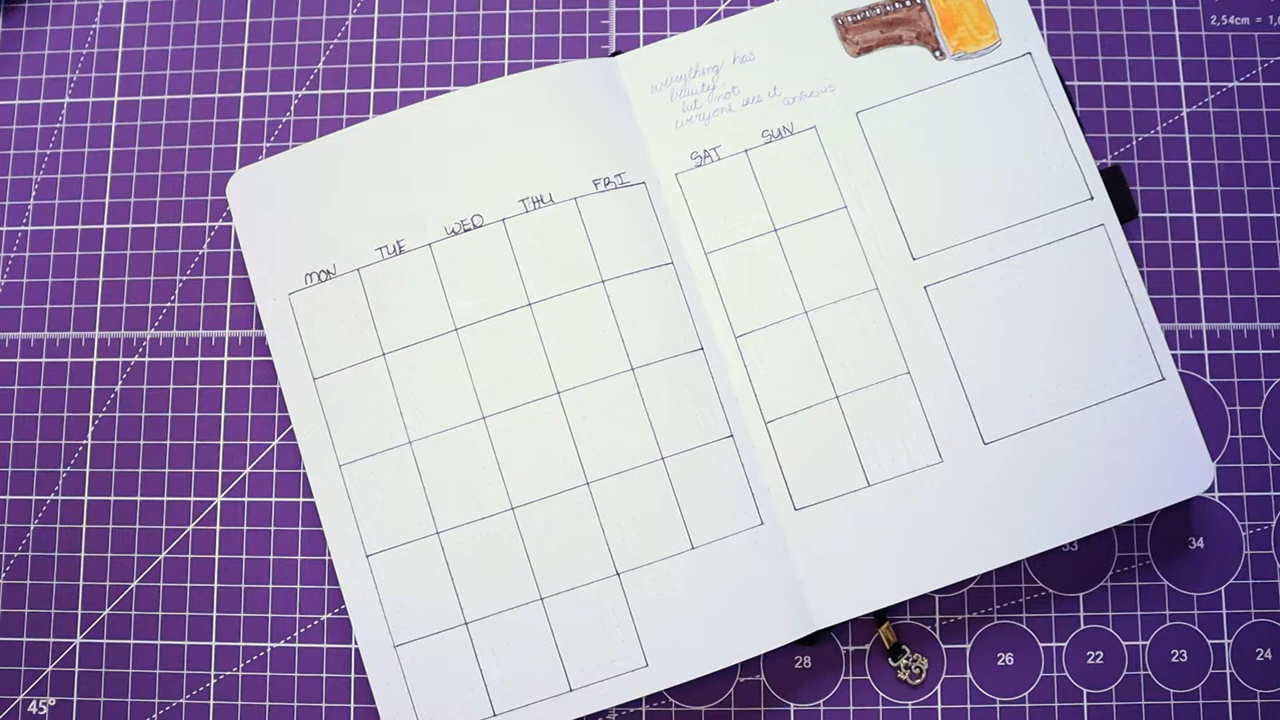 2,54cm = 1,0
everything has
beauty
but not
everyone sees it
confucius
MON TUE WED THU FRI
SAT SUN
33
34
28
26
22
23
24
45°